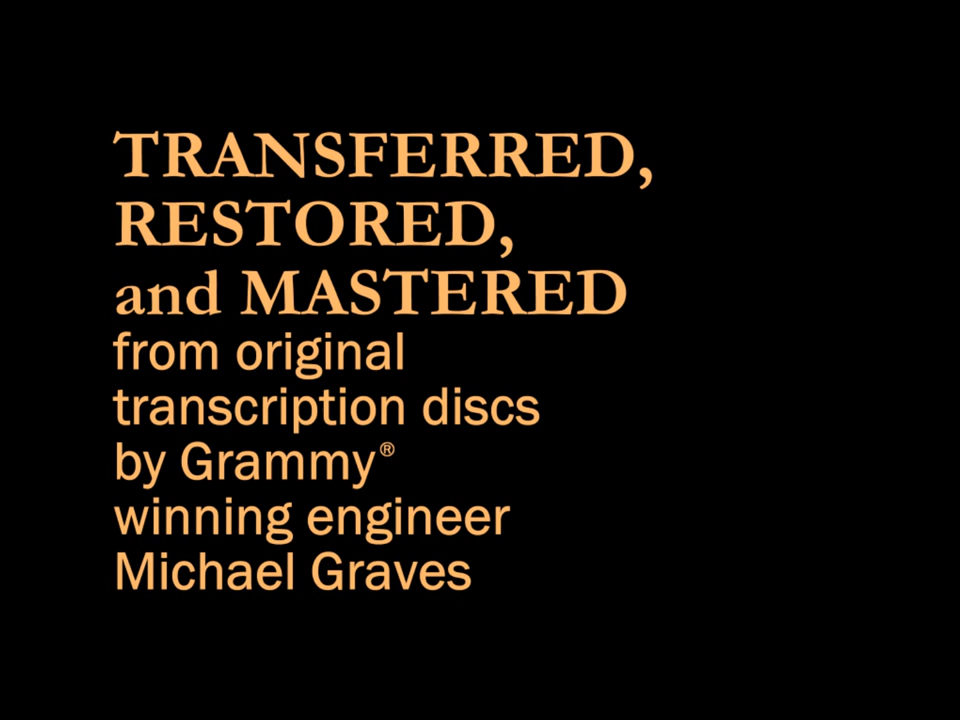 TRANSFERRED,
RESTORED,
and MASTERED
from original
transcription discs
by Grammy®
winning engineer
Michael Graves